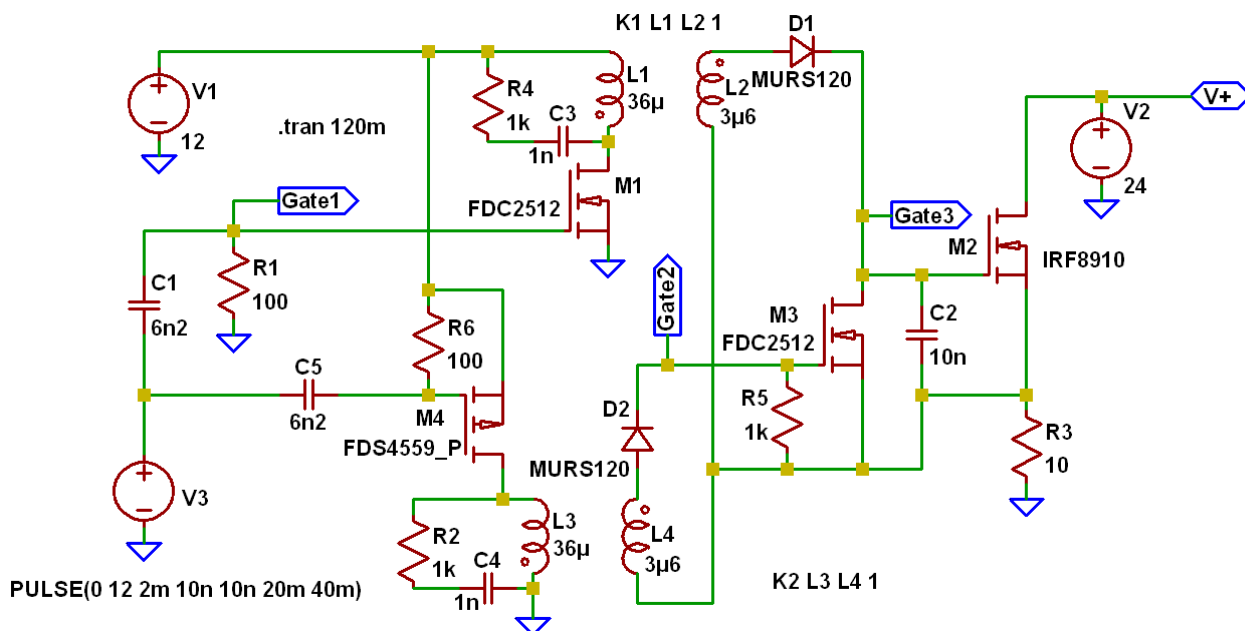 K1 L1 L2 1
D1
MURS120
V1
12
.tran 120m
R4
1k
C3
1n
L1
36µ
L2
3µ6
V+
V2
24
Gate1
FDC2512
M1
Gate3
M2
IRF8910
C1
6n2
R1
100
R6
100
Gate2
M3
FDC2512
C2
10n
C5
6n2
M4
FDS4559_P
D2
MURS120
R5
1k
R3
10
V3
R2
1k
C4
1n
L3
36µ
L4
3µ6
K2 L3 L4 1
PULSE(0 12 2m 10n 10n 20m 40m)